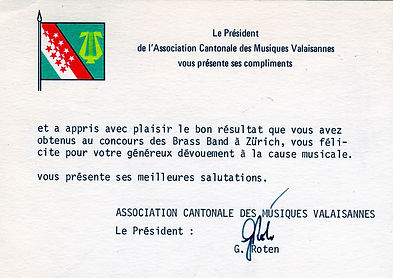 Le Président
de l'Association Cantonale des Musiques Valaisannes
vous présente ses compliments
et a appris avec plaisir le bon résultat que vous avez
obtenus au concours des Brass Band à Zürich, vous féli-
cite pour votre généreux dévouement à la cause musicale.
vous présente ses meilleures salutations.
ASSOCIATION CANTONALE DES MUSIQUES VALAISANNES
Le Président :
G. Roten